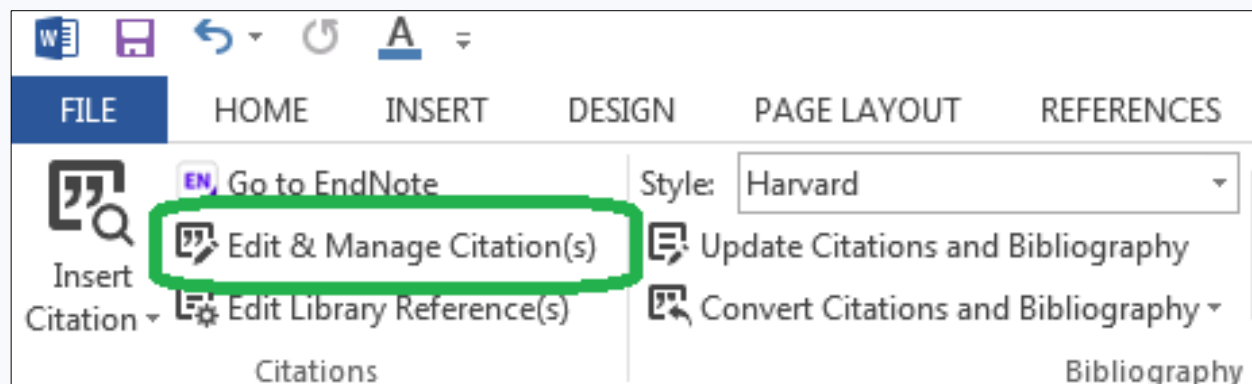 FILE HOME INSERT DESIGN PAGE LAYOUT REFERENCES
Insert
Citation
EN Go to EndNote
Edit & Manage Citation(s)
Edit Library Reference(s)
Citations
Style: Harvard
Update Citations and Bibliography
Convert Citations and Bibliography
Bibliography